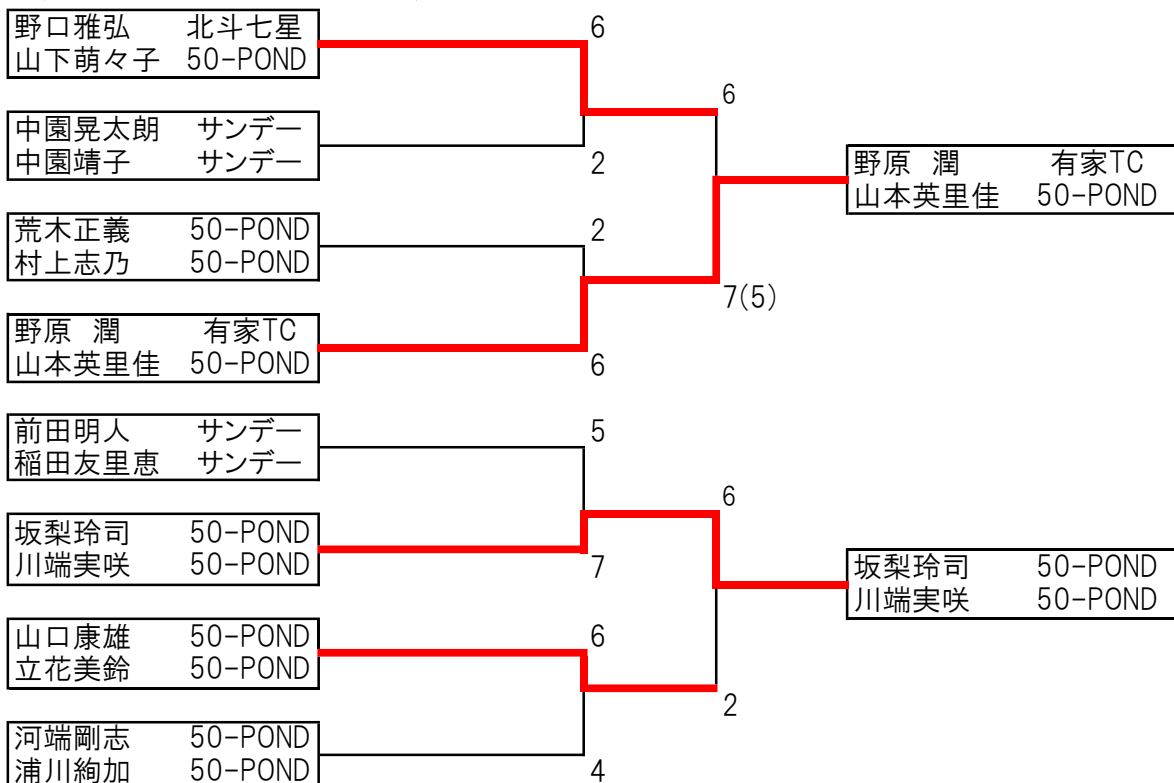 野口雅弘 北斗七星
山下萌々子 50-POND
6
6
中園晃太朗 サンデー
中園靖子 サンデー
2
野原 潤 有家TC
山本英里佳 50-POND
荒木正義 50-POND
村上志乃 50-POND
2
7(5)
野原 潤 有家TC
山本英里佳 50-POND
6
前田明人 サンデー
稲田友里恵 サンデー
5
6
坂梨玲司 50-POND
川端実咲 50-POND
7
坂梨玲司 50-POND
川端実咲 50-POND
山口康雄 50-POND
立花美鈴 50-POND
6
2
河端剛志 50-POND
浦川絢加 50-POND
4